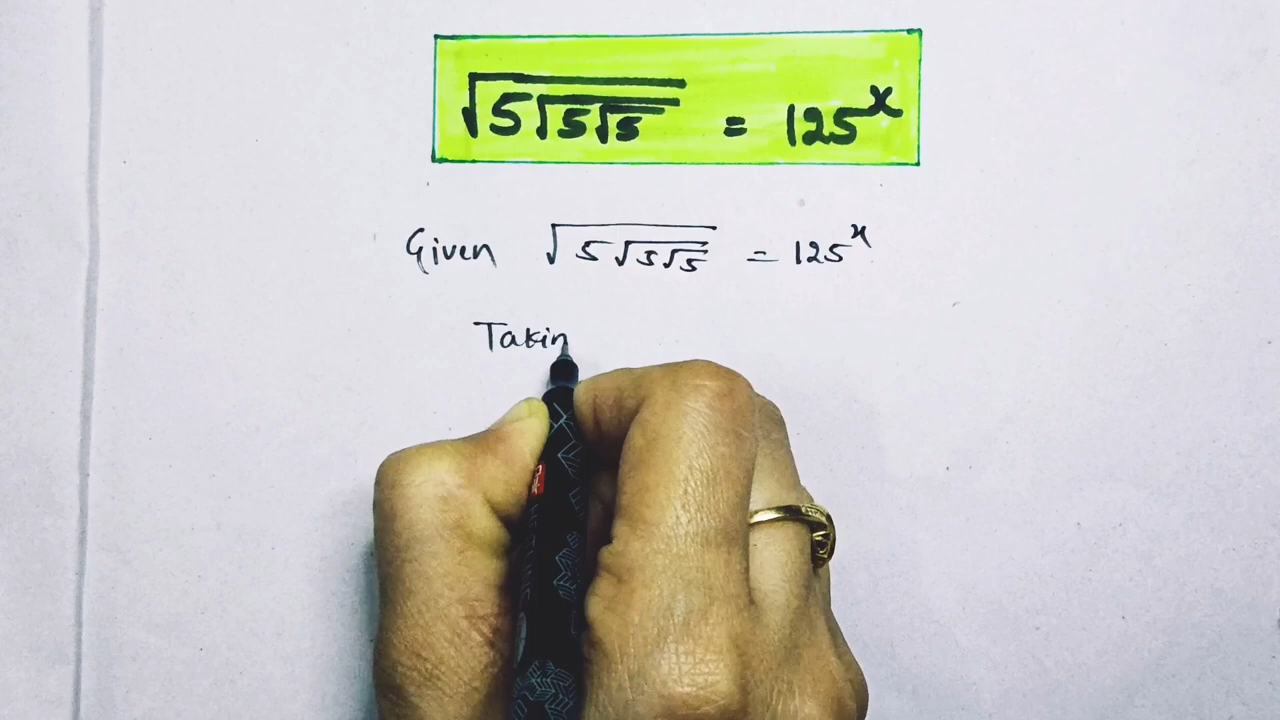 √5√5√5 = 125^x
Given √5√5√5 = 125^x
Takin